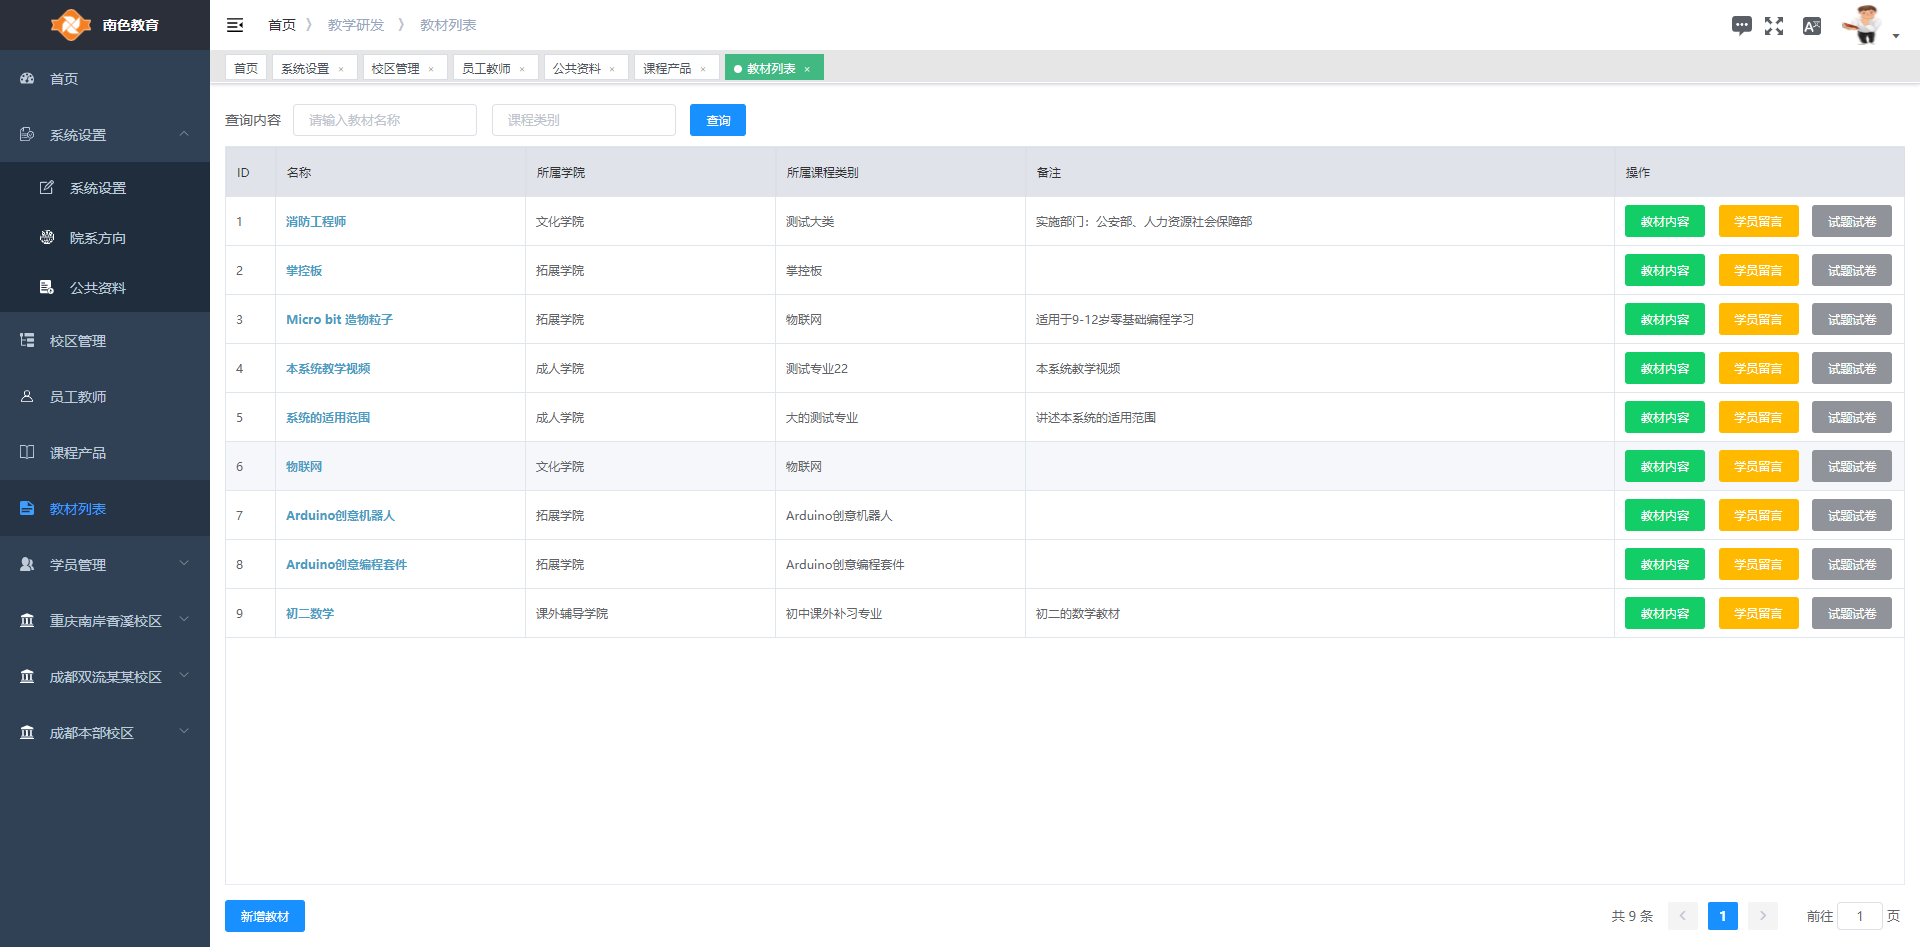 南色教育
首页
系统设置
系统设置
院系方向
公共资料
校区管理
员工教师
课程产品
教材列表
学员管理
重庆南岸香溪校区
成都双流某某校区
成都本部校区
首页 》 教学研发 》 教材列表
首页 系统设置 × 校区管理 × 员工教师 × 公共资料 × 课程产品 × 教材列表 ×
查询内容 请输入教材名称 课程类别 查询
ID 名称 所属学院 所属课程类别 备注 操作
1 消防工程师 文化学院 测试大类 实施部门：公安部、人力资源社会保障部 教材内容 学员留言 试题试卷
2 掌控板 拓展学院 掌控板 教材内容 学员留言 试题试卷
3 Micro bit 造物粒子 拓展学院 物联网 适用于9-12岁零基础编程学习 教材内容 学员留言 试题试卷
4 本系统教学视频 成人学院 测试专业22 本系统教学视频 教材内容 学员留言 试题试卷
5 系统的适用范围 成人学院 大的测试专业 讲述本系统的适用范围 教材内容 学员留言 试题试卷
6 物联网 文化学院 物联网 教材内容 学员留言 试题试卷
7 Arduino创意机器人 拓展学院 Arduino创意机器人 教材内容 学员留言 试题试卷
8 Arduino创意编程套件 拓展学院 Arduino创意编程套件 教材内容 学员留言 试题试卷
9 初二数学 课外辅导学院 初中课外补习专业 初二的数学教材 教材内容 学员留言 试题试卷
新增教材 共 9 条 1 前往 1 页